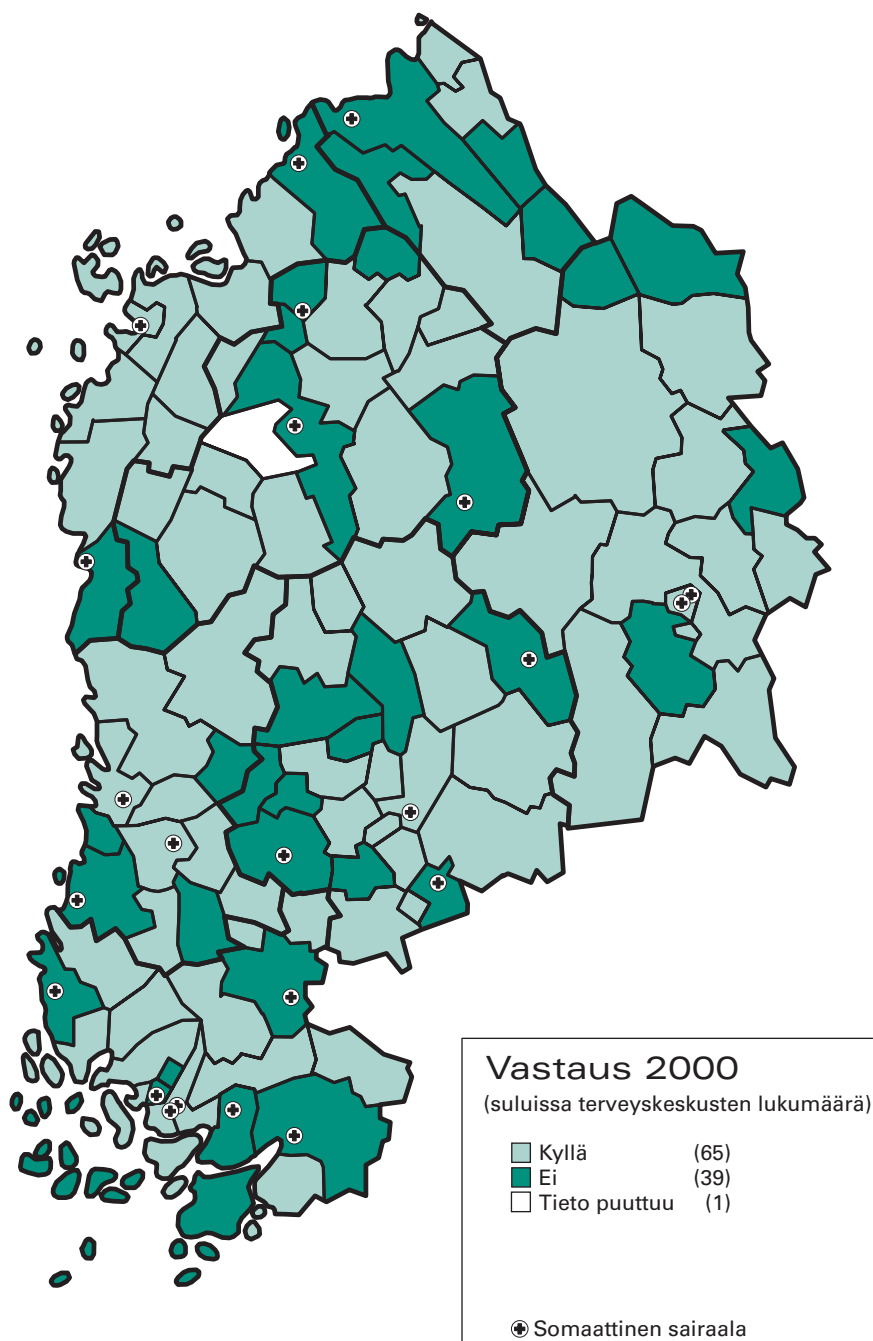 Vastaus 2000
(suluissa terveyskeskusten lukumäärä)
Kyllä (65)
Ei (39)
Tieto puuttuu (1)
Somaattinen sairaala